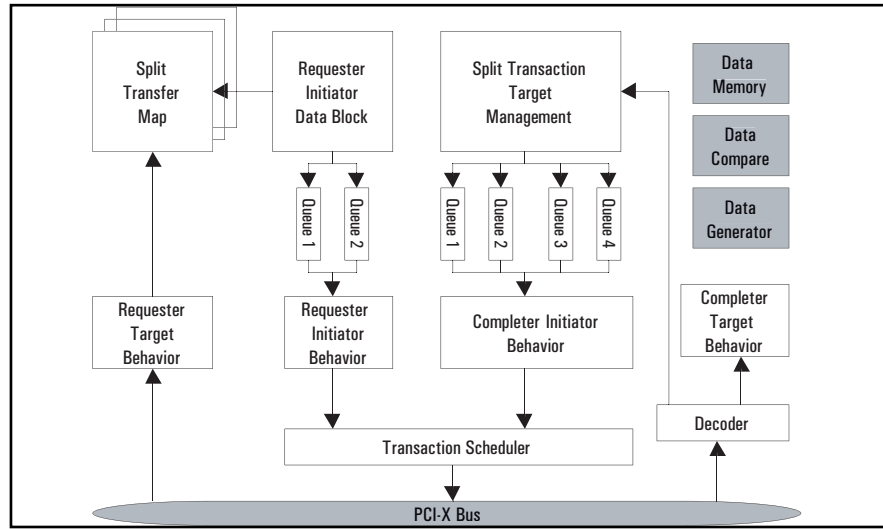 Split
Transfer
Map
Requester
Initiator
Data Block
Split Transaction
Target
Management
Data
Memory
Data
Compare
Data
Generator
Queue 1
Queue 2
Queue 1
Queue 2
Queue 3
Queue 4
Requester
Target
Behavior
Requester
Initiator
Behavior
Completer Initiator
Behavior
Completer
Target
Behavior
Decoder
Transaction Scheduler
PCI-X Bus